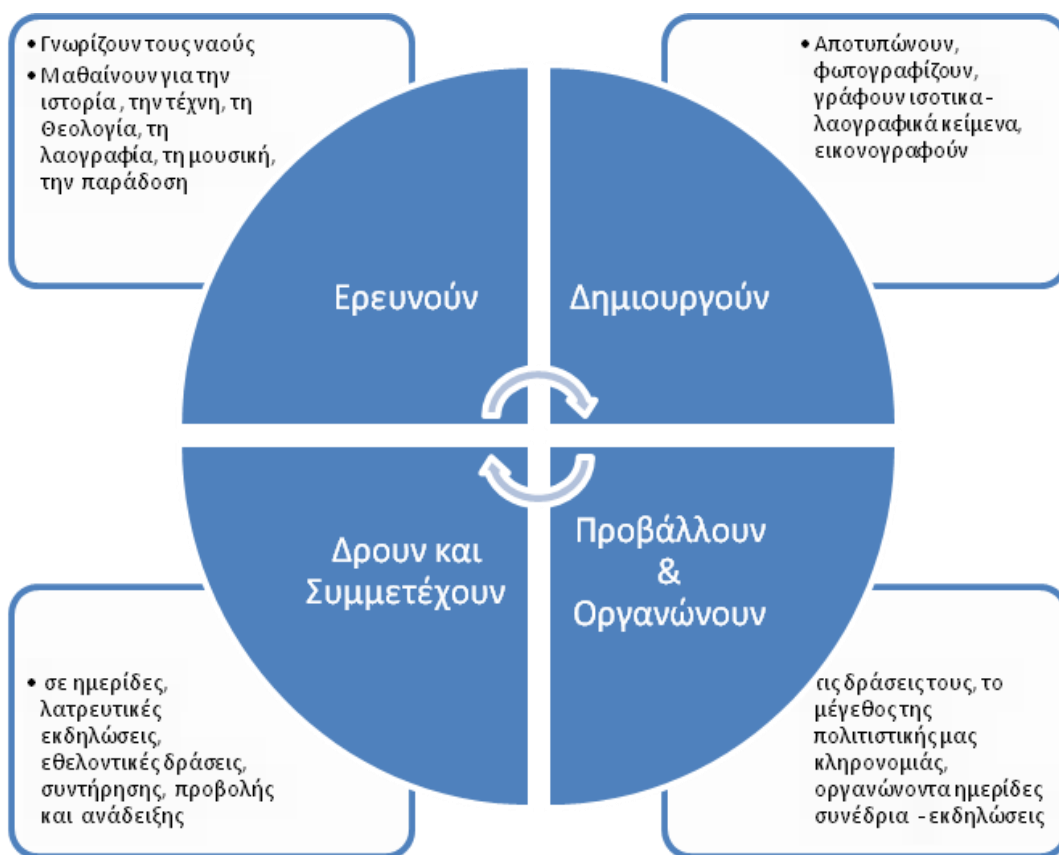 • Γνωρίζουν τους ναούς
• Μαθαίνουν για την
ιστορία , την τέχνη, τη
Θεολογία, τη
λαογραφία, τη μουσική,
την παράδοση
• Αποτυπώνουν,
φωτογραφίζουν,
γράφουν ισοτικα -
λαογραφικά κείμενα,
εικονογραφούν
Ερευνούν
Δημιουργούν
Δρουν και
Συμμετέχουν
Προβάλλουν
&
Οργανώνουν
• σε ημερίδες,
λατρευτικές
εκδηλώσεις,
εθελοντικές δράσεις,
συντήρησης, προβολής
και ανάδειξης
τις δράσεις τους, το
μέγεθος της
πολιτιστικής μας
κληρονομιάς,
οργανώνοντα ημερίδες
συνέδρια - εκδηλώσεις